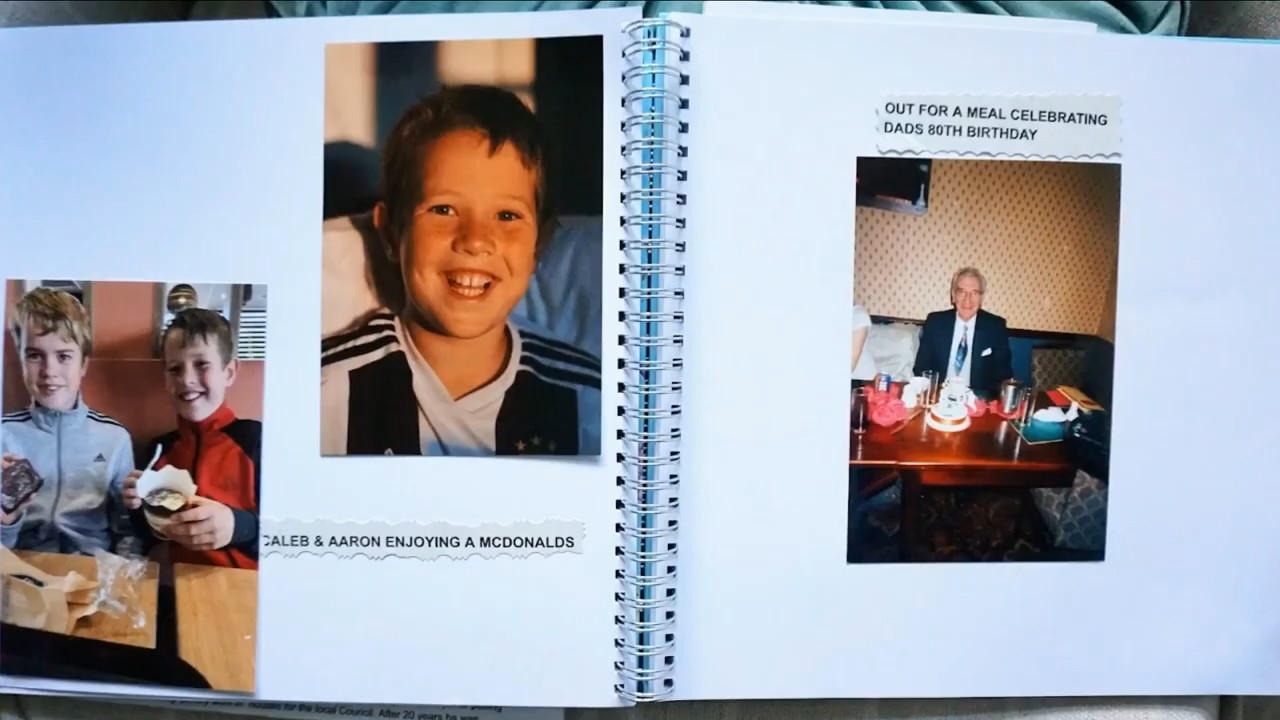 CALEB & AARON ENJOYING A MCDONALDS
OUT FOR A MEAL CELEBRATING
DADS 80TH BIRTHDAY
for the local Council. After 20 years he was